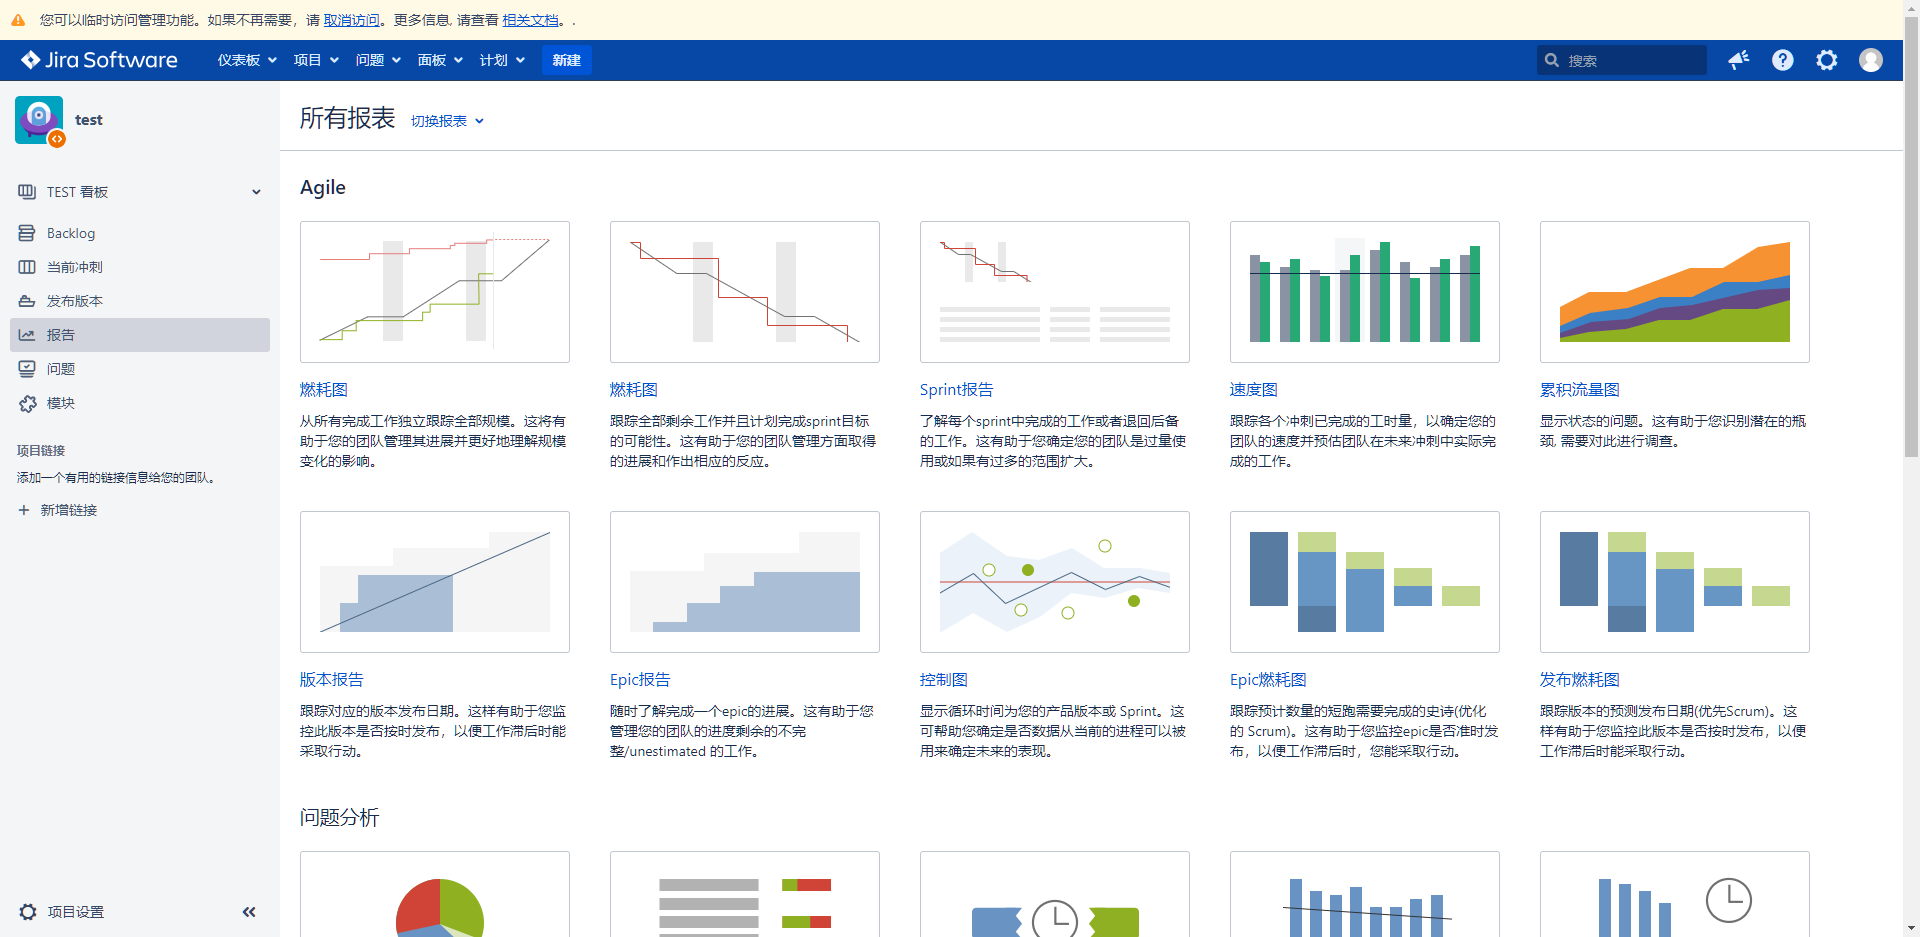 您可以临时访问管理功能。如果不再需要，请 取消访问。更多信息, 请查看 相关文档。.
Jira Software 仪表板 项目 问题 面板 计划 新建 搜索
test
TEST 看板
Backlog
当前冲刺
发布版本
报告
问题
模块
项目链接
添加一个有用的链接信息给您的团队。
新增链接
项目设置
所有报表 切换报表
Agile
燃耗图
从所有完成工作独立跟踪全部规模。这将有
助于您的团队管理其进展并更好地理解规模
变化的影响。
燃耗图
跟踪全部剩余工作并且计划完成sprint目标
的可能性。这有助于您的团队管理方面取得
的进展和作出相应的反应。
Sprint报告
了解每个sprint中完成的工作或者退回后备
的工作。这有助于您确定您的团队是过量使
用或如果有过多的范围扩大。
速度图
跟踪各个冲刺已完成的工时量，以确定您的
团队的速度并预估团队在未来冲刺中实际完
成的工作。
累积流量图
显示状态的问题。这有助于您识别潜在的瓶
颈, 需要对此进行调查。
版本报告
跟踪对应的版本发布日期。这样有助于您监
控此版本是否按时发布，以便工作滞后时能
采取行动。
Epic报告
随时了解完成一个epic的进展。这有助于您
管理您的团队的进度剩余的不完
整/unestimated 的工作。
控制图
显示循环时间为您的产品版本或 Sprint。这
可帮助您确定是否数据从当前的进程可以被
用来确定未来的表现。
Epic燃耗图
跟踪预计数量的短跑需要完成的史诗(优化
的 Scrum)。这有助于您监控epic是否准时发
布，以便工作滞后时，您能采取行动。
发布燃耗图
跟踪版本的预测发布日期(优先Scrum)。这
样有助于您监控此版本是否按时发布，以便
工作滞后时能采取行动。
问题分析